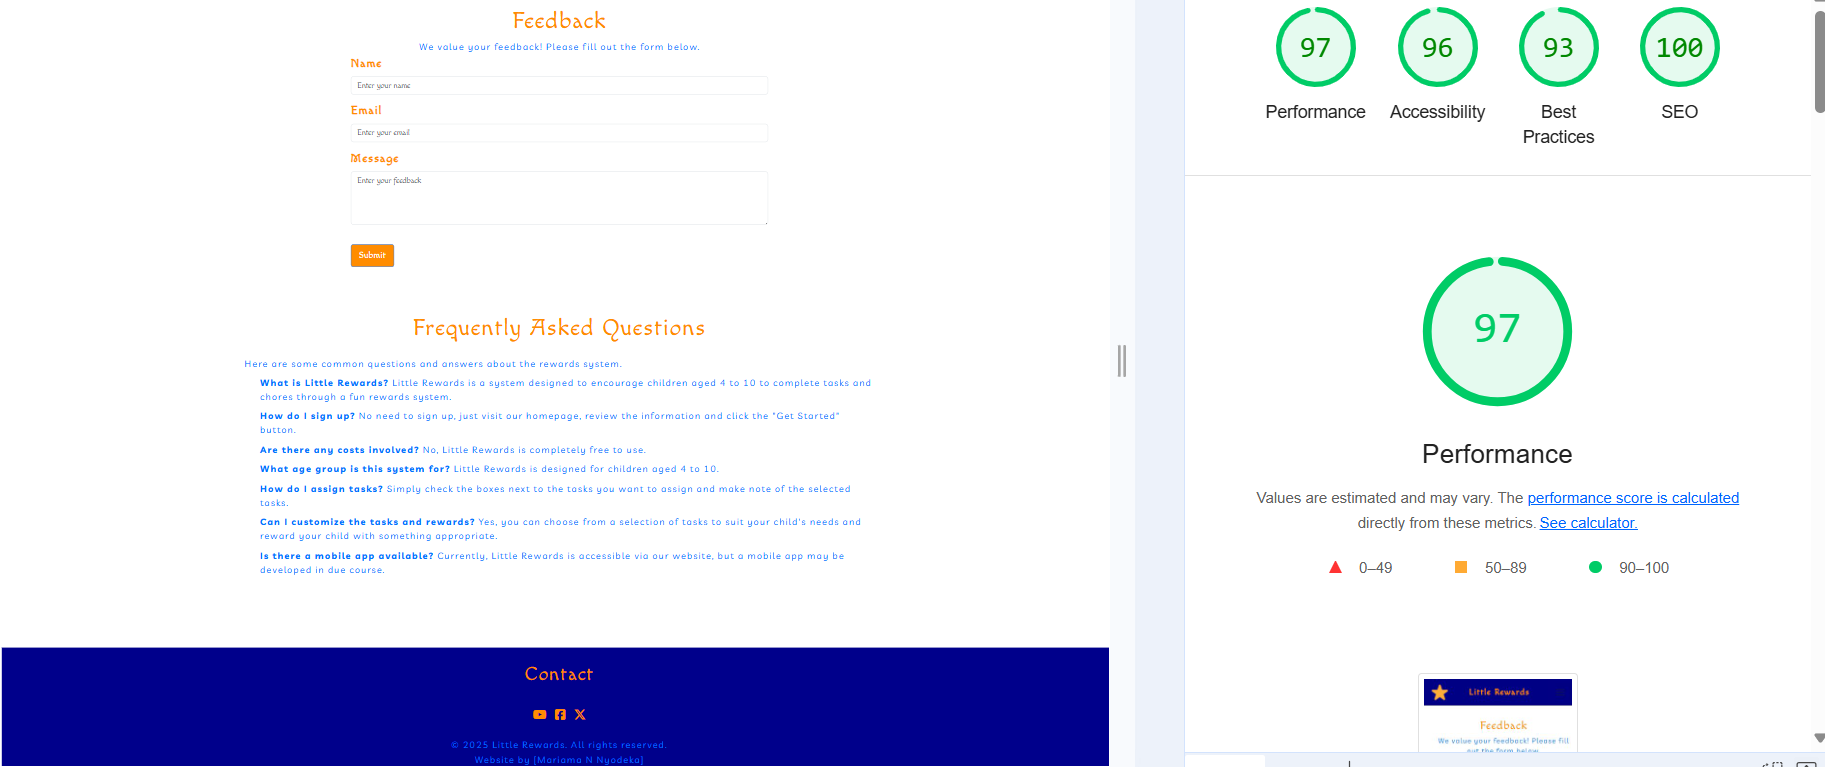 Feedback
We value your feedback! Please fill out the form below.
Name
Enter your name
Email
Enter your email
Message
Enter your feedback
Submit
Frequently Asked Questions
Here are some common questions and answers about the rewards system.
What is Little Rewards? Little Rewards is a system designed to encourage children aged 4 to 10 to complete tasks and
chores through a fun rewards system.
How do I sign up? No need to sign up, just visit our homepage, review the information and click the "Get Started"
button.
Are there any costs involved? No, Little Rewards is completely free to use.
What age group is this system for? Little Rewards is designed for children aged 4 to 10.
How do I assign tasks? Simply check the boxes next to the tasks you want to assign and make note of the selected
tasks.
Can I customize the tasks and rewards? Yes, you can choose from a selection of tasks to suit your child's needs and
reward your child with something appropriate.
Is there a mobile app available? Currently, Little Rewards is accessible via our website, but a mobile app may be
developed in due course.
Contact
© 2025 Little Rewards. All rights reserved.
Website by [Mariama N Nyadeka]
97
96
93
100
Performance
Accessibility
Best
Practices
SEO
97
Performance
Values are estimated and may vary. The performance score is calculated
directly from these metrics. See calculator.
0–49
50–89
90–100
Little Rewards
Feedback
We value your feedback! Please fill
out the form below.